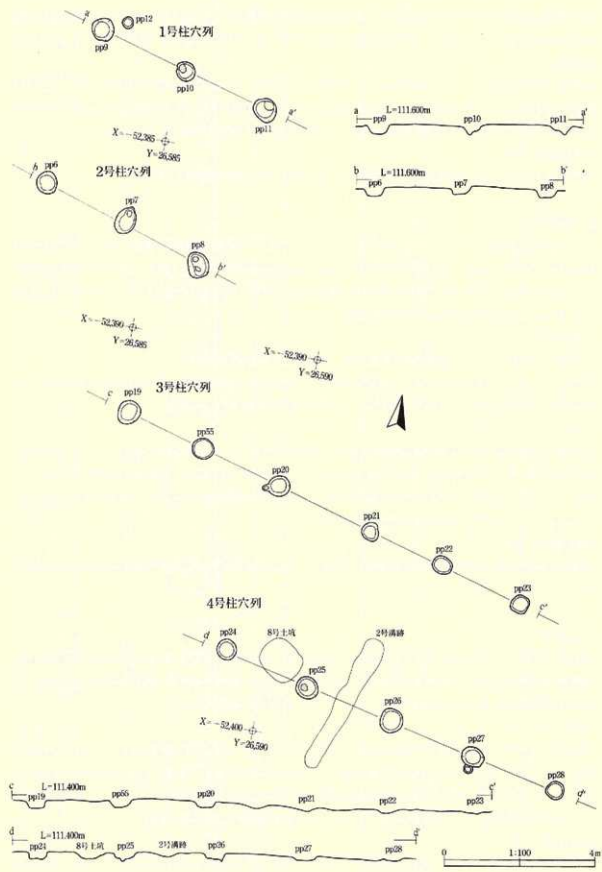 a
pp12
1号柱穴列
pp9
pp10
pp11
a'
X=-52,385
Y=26,585
a L=111.600m a'
pp9 pp10 pp11
b L=111.600m b'
pp6 pp7 pp8
2号柱穴列
b
pp6
pp7
pp8
b'
X=-52,390
Y=26,585
X=-52,390
Y=26,590
3号柱穴列
c
pp19
pp55
pp20
pp21
pp22
pp23
c'
4号柱穴列
d
pp24
8号土坑
2号溝跡
pp25
pp26
pp27
pp28
d'
X=-52,400
Y=26,590
c L=111.400m c'
pp19 pp55 pp20 pp21 pp22 pp23
d L=111.400m d'
pp24 8号土坑 pp25 2号溝跡 pp36 pp27 pp28
0 1:100 4m